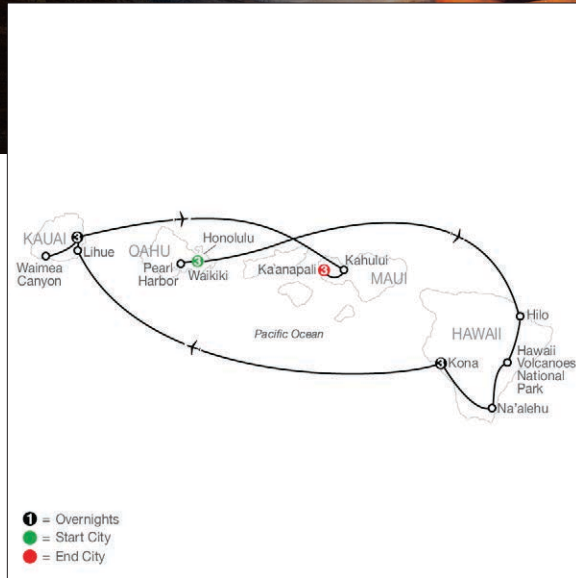 KAUAI
3
Lihue
Waimea
Canyon
OAHU
Honolulu
Pearl
Harbor
3
Waikiki
Ka'anapali
3
Kahului
MAUI
Pacific Ocean
Hilo
HAWAII
Hawaii
Volcanoes
National
Park
3
Kona
Na'alehu
1 = Overnights
= Start City
= End City